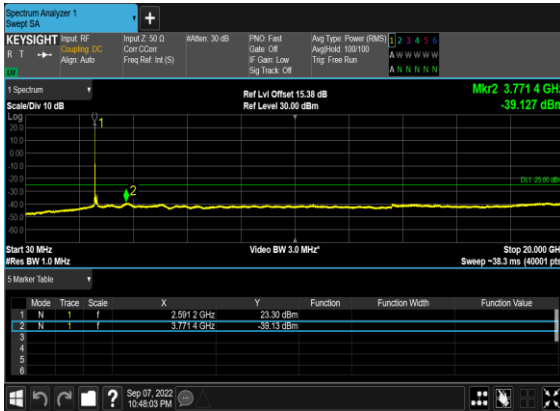 Spectrum Analyzer 1
Swept SA
+
KEYSIGHT
R T
Input: RF
Coupling: DC
Align: Auto
Input Z: 50 Ω
Corr CCorr
Freq Ref: Int (S)
#Atten: 30 dB
PNO: Fast
Gate: Off
IF Gain: Low
Sig Track: Off
Avg Type: Power (RMS)
Avg|Hold: 100/100
Trig: Free Run
1 2 3 4 5 6
A W W W W W
A N N N N N
1 Spectrum
Scale/Div 10 dB
Ref Lvl Offset 15.38 dB
Ref Level 30.00 dBm
Mkr2 3.771 4 GHz
-39.127 dBm
Log
20.0
10.0
0.00
-10.0
-20.0
-30.0
-40.0
-50.0
-60.0
1
2
DL1 -25.00 dBm
Start 30 MHz
#Res BW 1.0 MHz
Video BW 3.0 MHz*
Stop 20.000 GHz
Sweep ~38.3 ms (40001 pts)
5 Marker Table
Mode Trace Scale X Y Function Function Width Function Value
1 N 1 f 2.591 2 GHz 23.30 dBm
2 N 1 f 3.771 4 GHz -39.13 dBm
3
4
5
6
?
Sep 07, 2022
10:48:03 PM